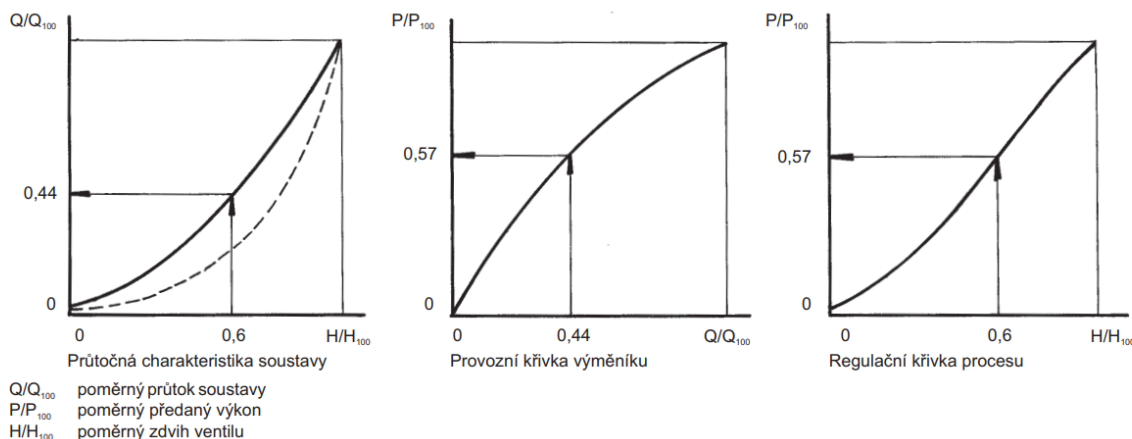 Q/Q₁₀₀
P/P₁₀₀
P/P₁₀₀
0,44
0
0
0,6
H/H₁₀₀
Průtočná charakteristika soustavy
0,57
0
0
0,44
Q/Q₁₀₀
Provozní křivka výměníku
0,57
0
0
0,6
H/H₁₀₀
Regulační křivka procesu
Q/Q₁₀₀ poměrný průtok soustavy
P/P₁₀₀ poměrný předaný výkon
H/H₁₀₀ poměrný zdvih ventilu